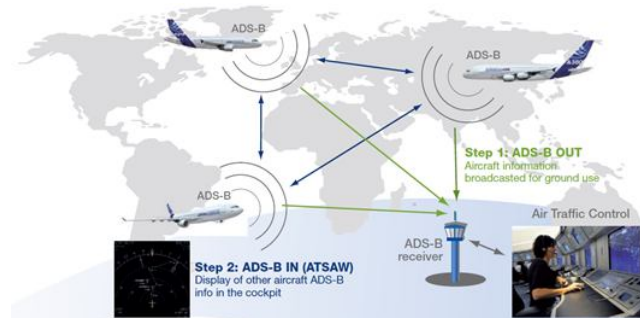 ADS-B
ADS-B
Step 1: ADS-B OUT
Aircraft information
broadcasted for ground use
ADS-B
Air Traffic Control
ADS-B
receiver
Step 2: ADS-B IN (ATSAW)
Display of other aircraft ADS-B
info in the cockpit